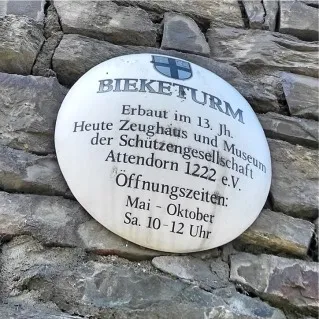 BIEKETURM
Erbaut im 13. Jh.
Heute Zeughaus und Museum
der Schützengesellschaft
Attendorn 1222 e.V.
Öffnungszeiten:
Mai - Oktober
Sa. 10-12 Uhr